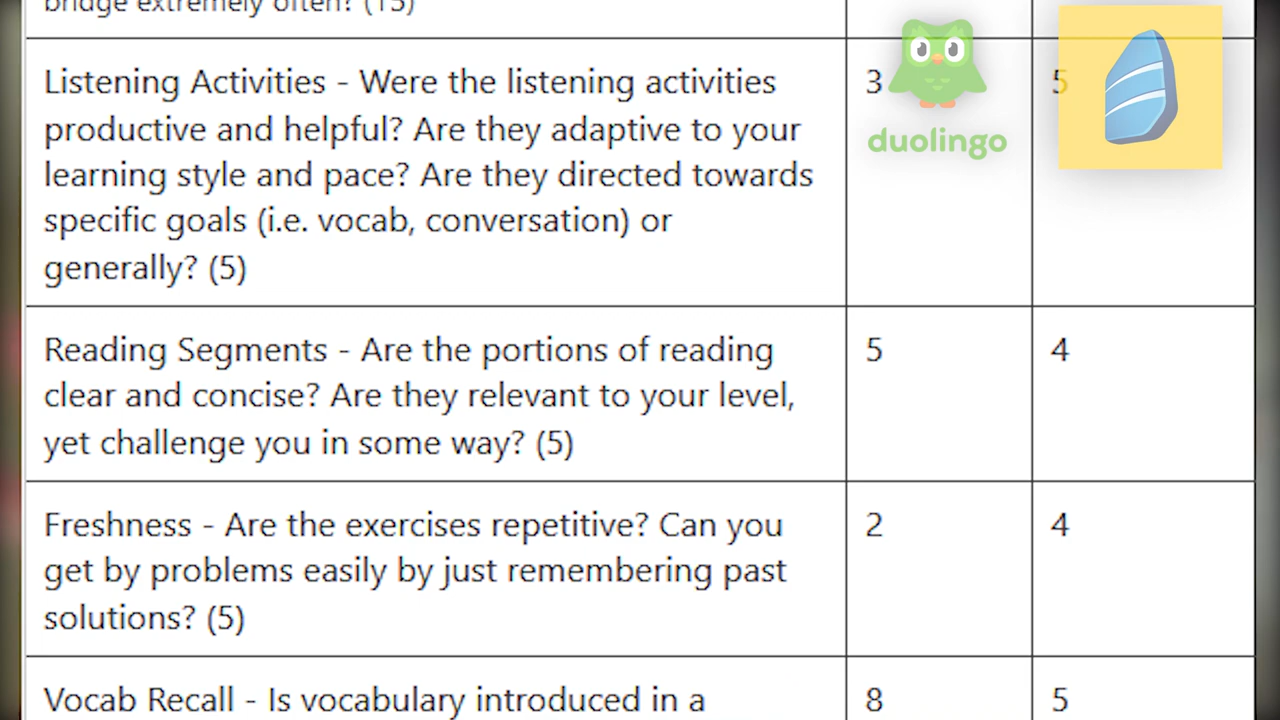 bridge extremely often? (15)
Listening Activities - Were the listening activities
productive and helpful? Are they adaptive to your
learning style and pace? Are they directed towards
specific goals (i.e. vocab, conversation) or
generally? (5)
3
5
duolingo
Reading Segments - Are the portions of reading
clear and concise? Are they relevant to your level,
yet challenge you in some way? (5)
5
4
Freshness - Are the exercises repetitive? Can you
get by problems easily by just remembering past
solutions? (5)
2
4
Vocab Recall - Is vocabulary introduced in a
8
5